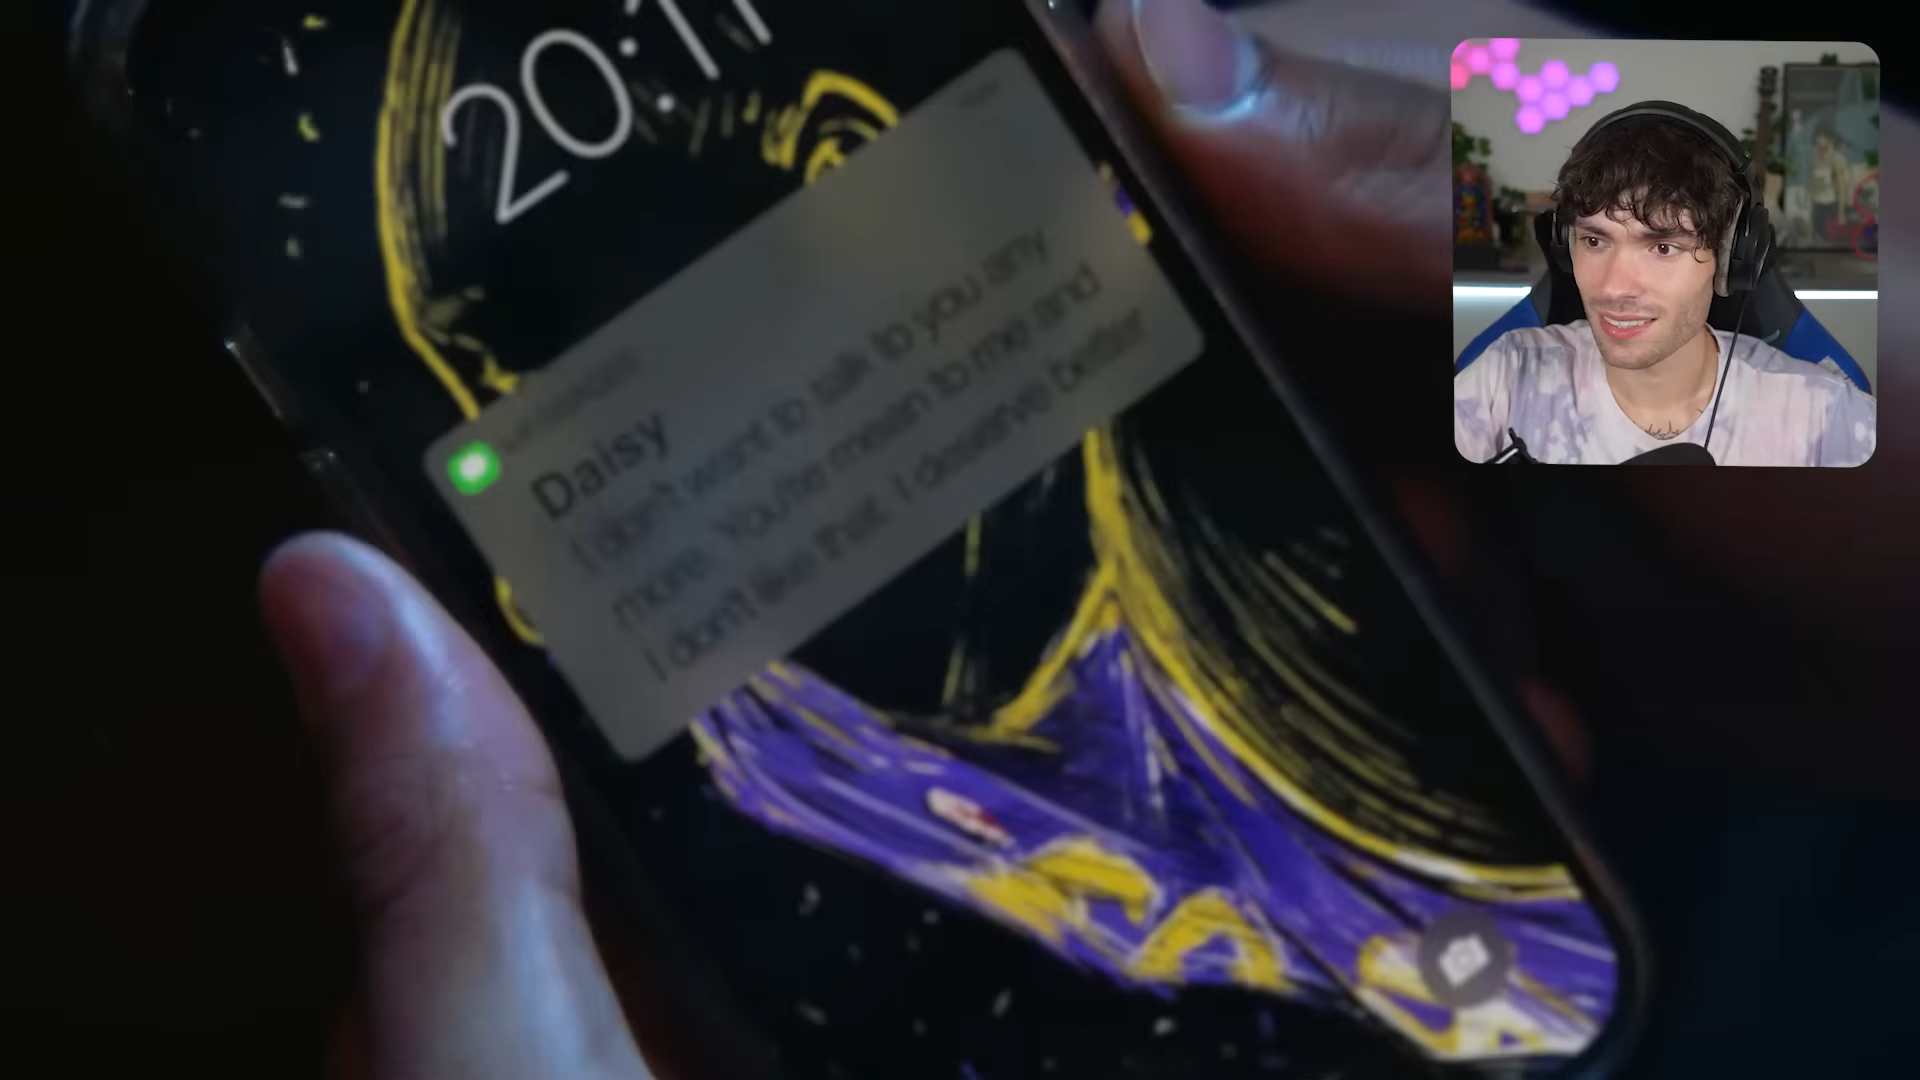 20:11
Daisy
I don't want to talk to you any
more. You're mean to me and
I don't like that. I deserve better